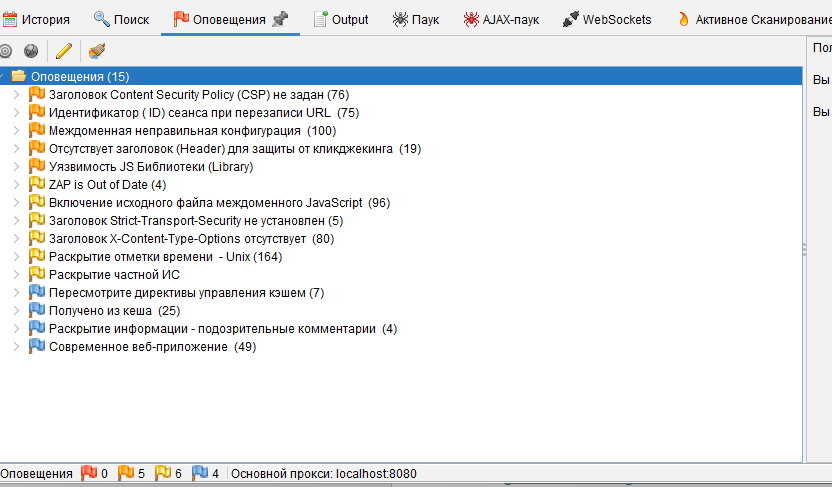 История Поиск Оповещения Output Паук AJAX-паук WebSockets Активное Сканирование
Пол
Оповещения (15)
Вы
Заголовок Content Security Policy (CSP) не задан (76)
Идентификатор ( ID) сеанса при перезаписи URL (75)
Вы
Междоменная неправильная конфигурация (100)
Отсутствует заголовок (Header) для защиты от кликджекинга (19)
Уязвимость JS Библиотеки (Library)
ZAP is Out of Date (4)
Включение исходного файла междоменного JavaScript (96)
Заголовок Strict-Transport-Security не установлен (5)
Заголовок X-Content-Type-Options отсутствует (80)
Раскрытие отметки времени - Unix (164)
Раскрытие частной ИС
Пересмотрите директивы управления кэшем (7)
Получено из кеша (25)
Раскрытие информации - подозрительные комментарии (4)
Современное веб-приложение (49)
Оповещения 0 5 6 4 Основной прокси: localhost:8080